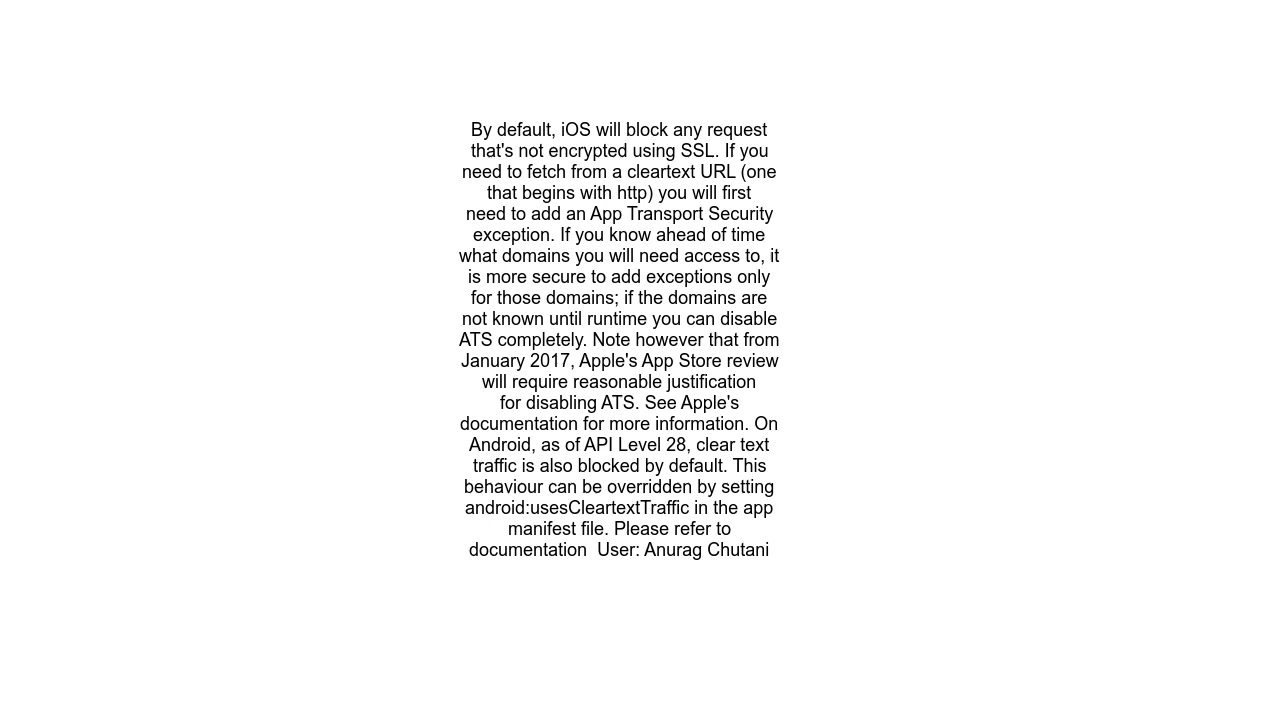 By default, iOS will block any request
that's not encrypted using SSL. If you
need to fetch from a cleartext URL (one
that begins with http) you will first
need to add an App Transport Security
exception. If you know ahead of time
what domains you will need access to, it
is more secure to add exceptions only
for those domains; if the domains are
not known until runtime you can disable
ATS completely. Note however that from
January 2017, Apple's App Store review
will require reasonable justification
for disabling ATS. See Apple's
documentation for more information. On
Android, as of API Level 28, clear text
traffic is also blocked by default. This
behaviour can be overridden by setting
android:usesCleartextTraffic in the app
manifest file. Please refer to
documentation  User: Anurag Chutani